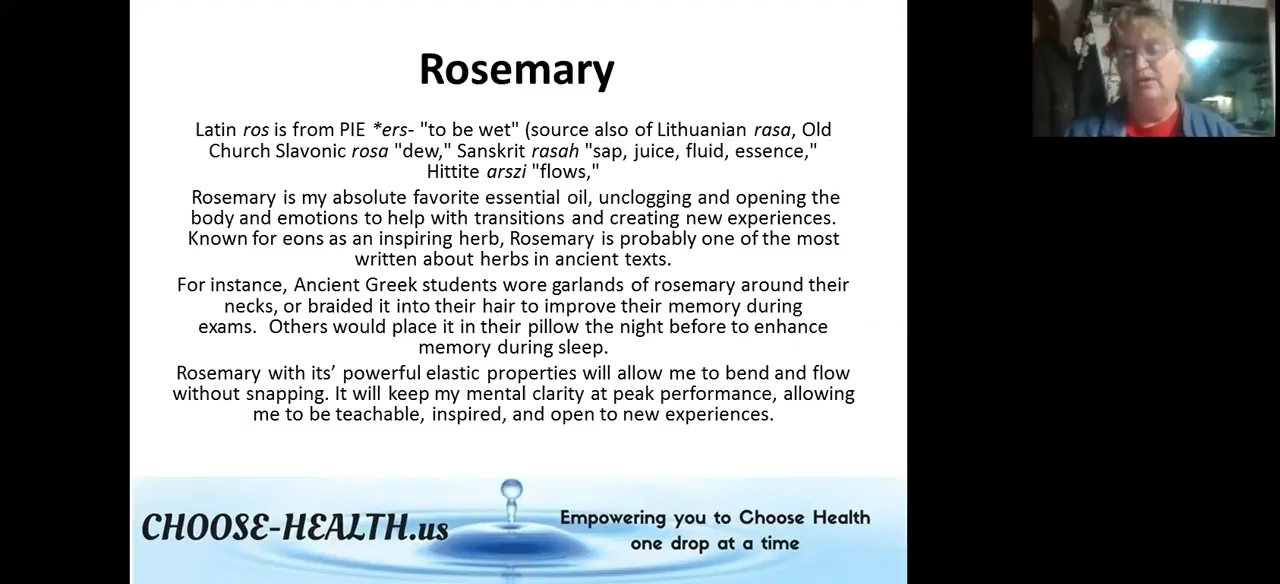 Rosemary
Latin ros is from PIE *ers- "to be wet" (source also of Lithuanian rasa, Old
Church Slavonic rosa "dew," Sanskrit rasah "sap, juice, fluid, essence,"
Hittite arszi "flows,"
Rosemary is my absolute favorite essential oil, unclogging and opening the
body and emotions to help with transitions and creating new experiences.
Known for eons as an inspiring herb, Rosemary is probably one of the most
written about herbs in ancient texts.
For instance, Ancient Greek students wore garlands of rosemary around their
necks, or braided it into their hair to improve their memory during
exams.  Others would place it in their pillow the night before to enhance
memory during sleep.
Rosemary with its’ powerful elastic properties will allow me to bend and flow
without snapping. It will keep my mental clarity at peak performance, allowing
me to be teachable, inspired, and open to new experiences.
CHOOSE-HEALTH.us
Empowering you to Choose Health
one drop at a time